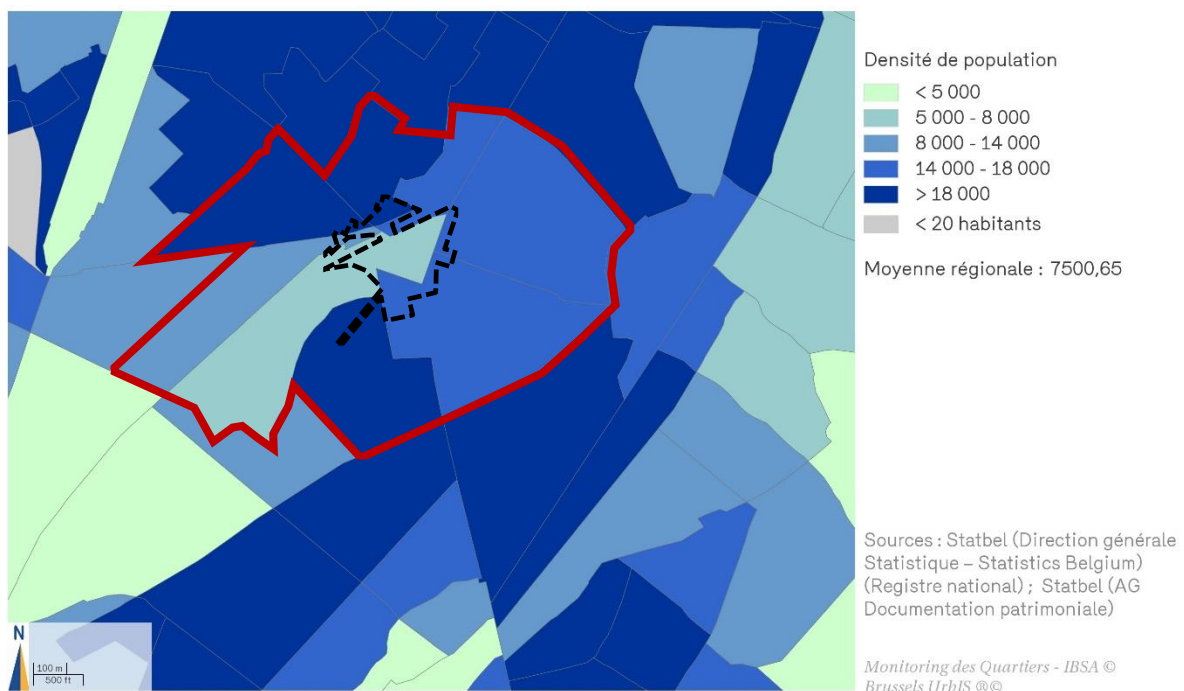 Densité de population
< 5 000
5 000 - 8 000
8 000 - 14 000
14 000 - 18 000
> 18 000
< 20 habitants
Moyenne régionale : 7500,65
Sources : Statbel (Direction générale
Statistique – Statistics Belgium)
(Registre national) ; Statbel (AG
Documentation patrimoniale)
Monitoring des Quartiers - IBSA ©
Brussels UrbIS ®©
N
100 m
500 ft